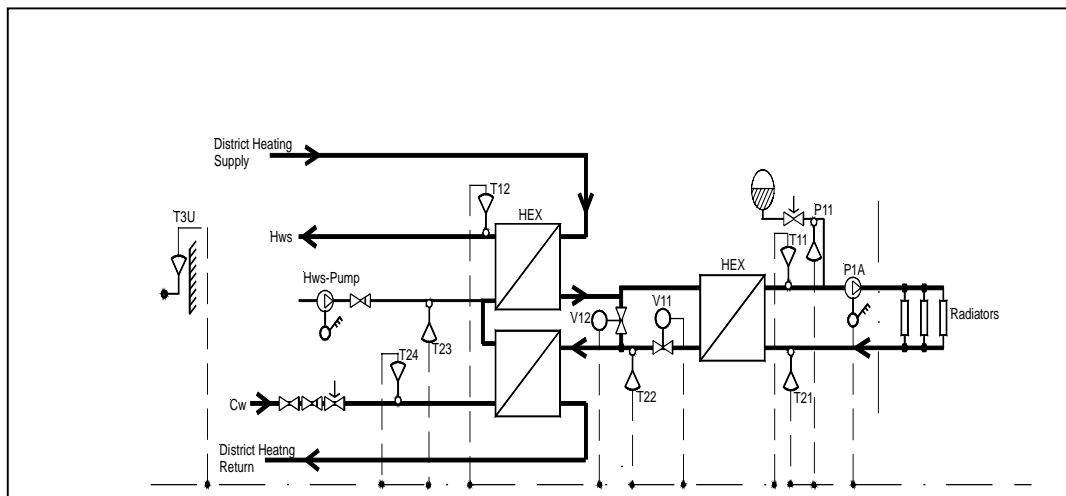 District Heating
Supply
T12
HEX
P11
T3U
Hws
T11
HEX
P1A
Hws-Pump
V11
V12
Radiators
T24
T23
T22
T21
Cw
District Heatng
Return